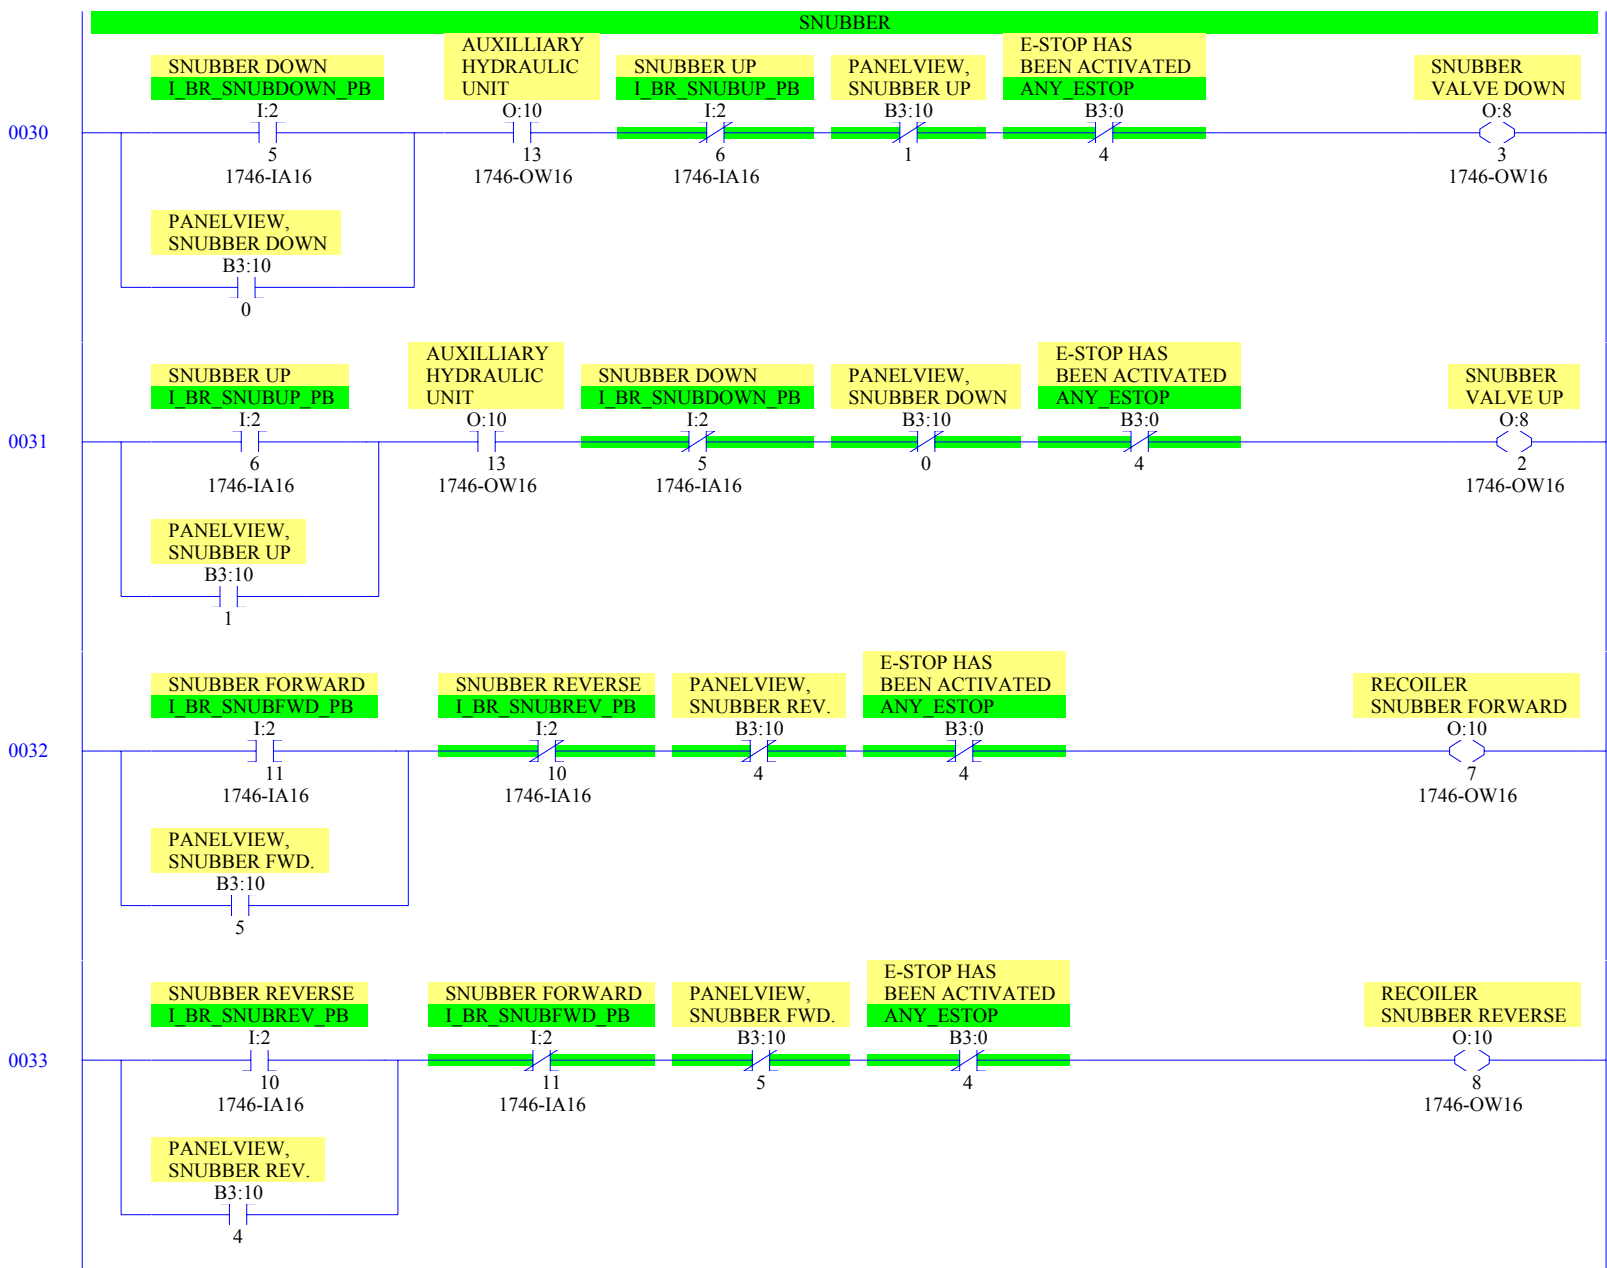 SNUBBER
SNUBBER DOWN
I_BR_SNUBDOWN_PB
I:2
5
1746-IA16
AUXILLIARY
HYDRAULIC
UNIT
O:10
13
1746-OW16
SNUBBER UP
I_BR_SNUBUP_PB
I:2
6
1746-IA16
PANELVIEW,
SNUBBER UP
B3:10
1
E-STOP HAS
BEEN ACTIVATED
ANY_ESTOP
B3:0
4
SNUBBER
VALVE DOWN
O:8
3
1746-OW16
0030
PANELVIEW,
SNUBBER DOWN
B3:10
0
SNUBBER UP
I_BR_SNUBUP_PB
I:2
6
1746-IA16
AUXILLIARY
HYDRAULIC
UNIT
O:10
13
1746-OW16
SNUBBER DOWN
I_BR_SNUBDOWN_PB
I:2
5
1746-IA16
PANELVIEW,
SNUBBER DOWN
B3:10
0
E-STOP HAS
BEEN ACTIVATED
ANY_ESTOP
B3:0
4
SNUBBER
VALVE UP
O:8
2
1746-OW16
0031
PANELVIEW,
SNUBBER UP
B3:10
1
SNUBBER FORWARD
I_BR_SNUBFWD_PB
I:2
11
1746-IA16
SNUBBER REVERSE
I_BR_SNUBREV_PB
I:2
10
1746-IA16
PANELVIEW,
SNUBBER REV.
B3:10
4
E-STOP HAS
BEEN ACTIVATED
ANY_ESTOP
B3:0
4
RECOILER
SNUBBER FORWARD
O:10
7
1746-OW16
0032
PANELVIEW,
SNUBBER FWD.
B3:10
5
SNUBBER REVERSE
I_BR_SNUBREV_PB
I:2
10
1746-IA16
SNUBBER FORWARD
I_BR_SNUBFWD_PB
I:2
11
1746-IA16
PANELVIEW,
SNUBBER FWD.
B3:10
5
E-STOP HAS
BEEN ACTIVATED
ANY_ESTOP
B3:0
4
RECOILER
SNUBBER REVERSE
O:10
8
1746-OW16
0033
PANELVIEW,
SNUBBER REV.
B3:10
4